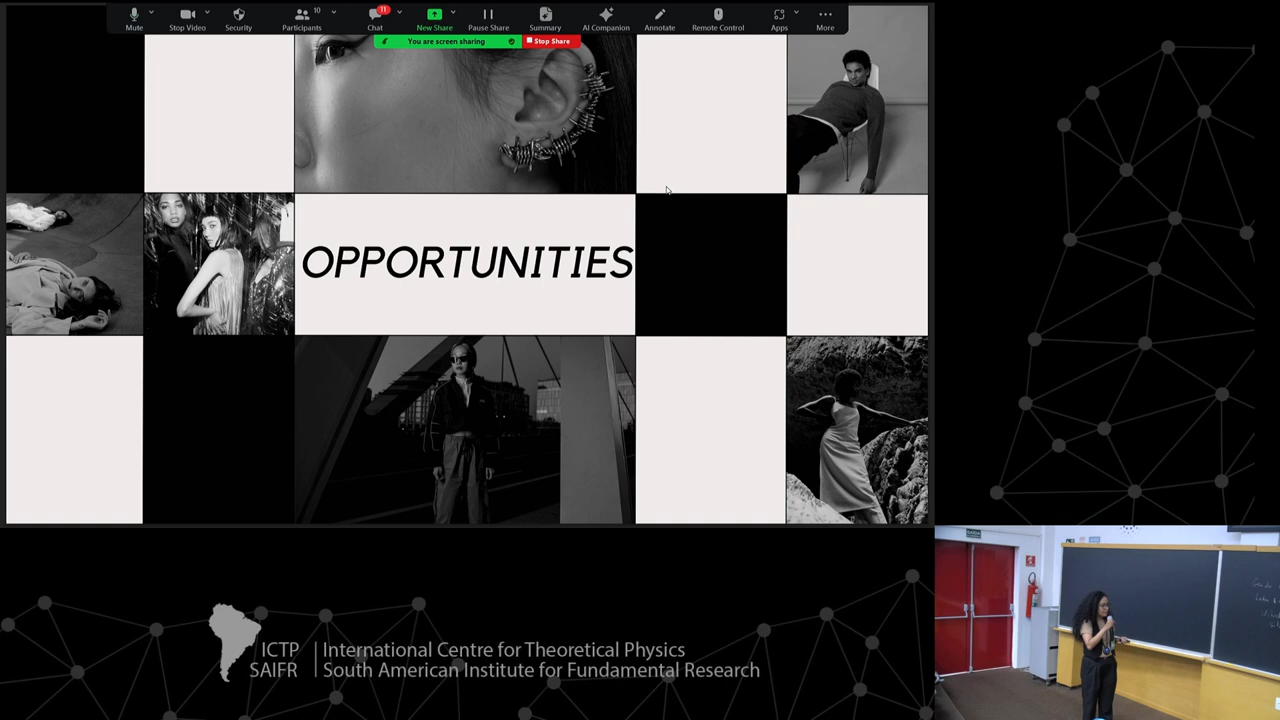 Mute
Stop Video
Security
Participants
10
Chat
11
New Share
Pause Share
Summary
AI Companion
Annotate
Remote Control
Apps
More
You are screen sharing
Stop Share
OPPORTUNITIES
ICTP
SAIFR
International Centre for Theoretical Physics
South American Institute for Fundamental Research